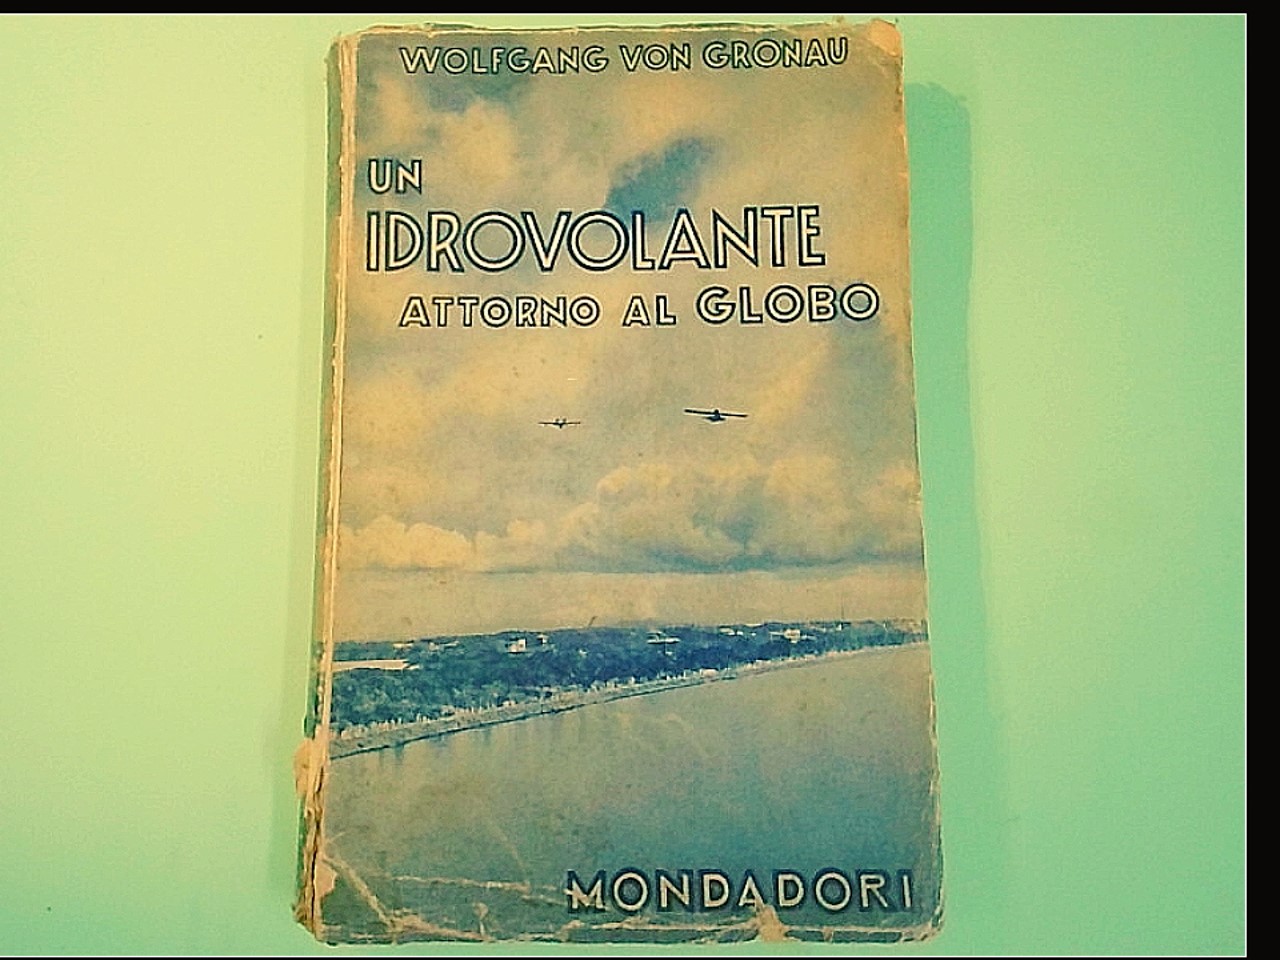 WOLFGANG VON GRONAU
UN
IDROVOLANTE
ATTORNO AL GLOBO
MONDADORI